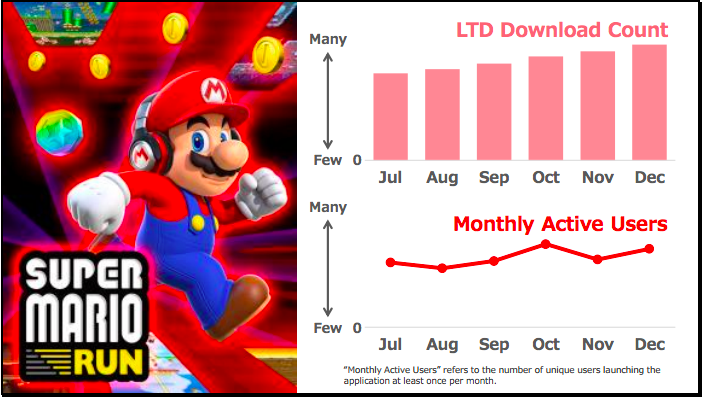 M
M
SUPER
MARIO
RUN
LTD Download Count
Many
Few 0
Jul Aug Sep Oct Nov Dec
Many
Monthly Active Users
Few 0
Jul Aug Sep Oct Nov Dec
"Monthly Active Users" refers to the number of unique users launching the
application at least once per month.